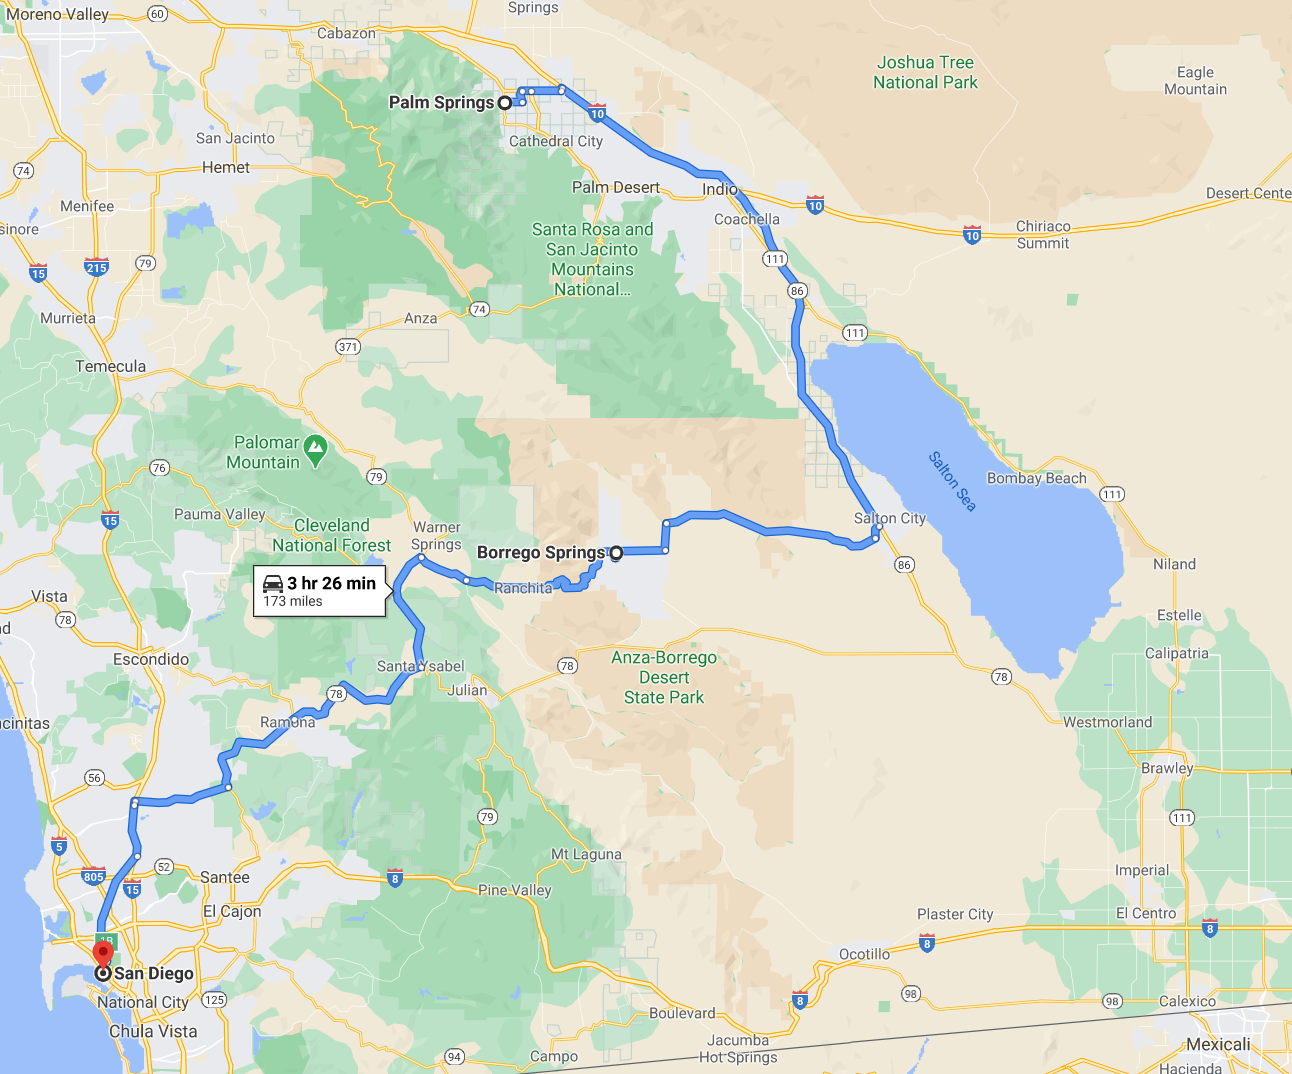 Moreno Valley
60
Springs
Cabazon
Joshua Tree
National Park
Eagle
Mountain
Palm Springs
10
San Jacinto
Cathedral City
Hemet
74
Palm Desert
Indio
Desert Cente
Menifee
10
Coachella
sinore
Santa Rosa and
San Jacinto
Mountains
National...
Chiriaco
Summit
10
15
215
79
111
86
Murrieta
Anza
74
111
371
Temecula
Palomar
Mountain
76
79
Salton Sea
Bombay Beach
111
15
Pauma Valley
Cleveland
National Forest
Warner
Springs
Salton City
Borrego Springs
86
Niland
3 hr 26 min
173 miles
Ranchita
Vista
78
Estelle
d
Escondido
Santa Ysabel
78
Anza-Borrego
Desert
State Park
Calipatria
78
Julian
78
ncinitas
Ramona
Westmorland
56
Brawley
79
111
5
805
15
52
Santee
8
Mt Laguna
Pine Valley
Imperial
El Cajon
Plaster City
El Centro
8
8
1B
Ocotillo
San Diego
National City
125
8
98
98
Calexico
Chula Vista
Boulevard
Jacumba
Hot Springs
94
Campo
Mexicali
Hacienda